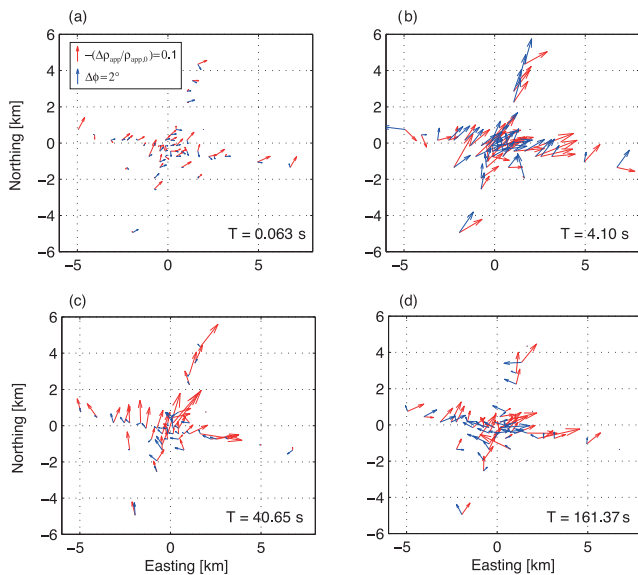 (a)
(b)
6
4
2
0
−2
−4
−6
Northing [km]
−(Δρapp/ρapp,0)=0.1
Δϕ=2°
−5
0
5
T = 0.063 s
6
4
2
0
−2
−4
−6
Northing [km]
−5
0
5
T = 4.10 s
(c)
(d)
6
4
2
0
−2
−4
−6
Northing [km]
−5
0
5
T = 40.65 s
Easting [km]
6
4
2
0
−2
−4
−6
−5
0
5
T = 161.37 s
Easting [km]